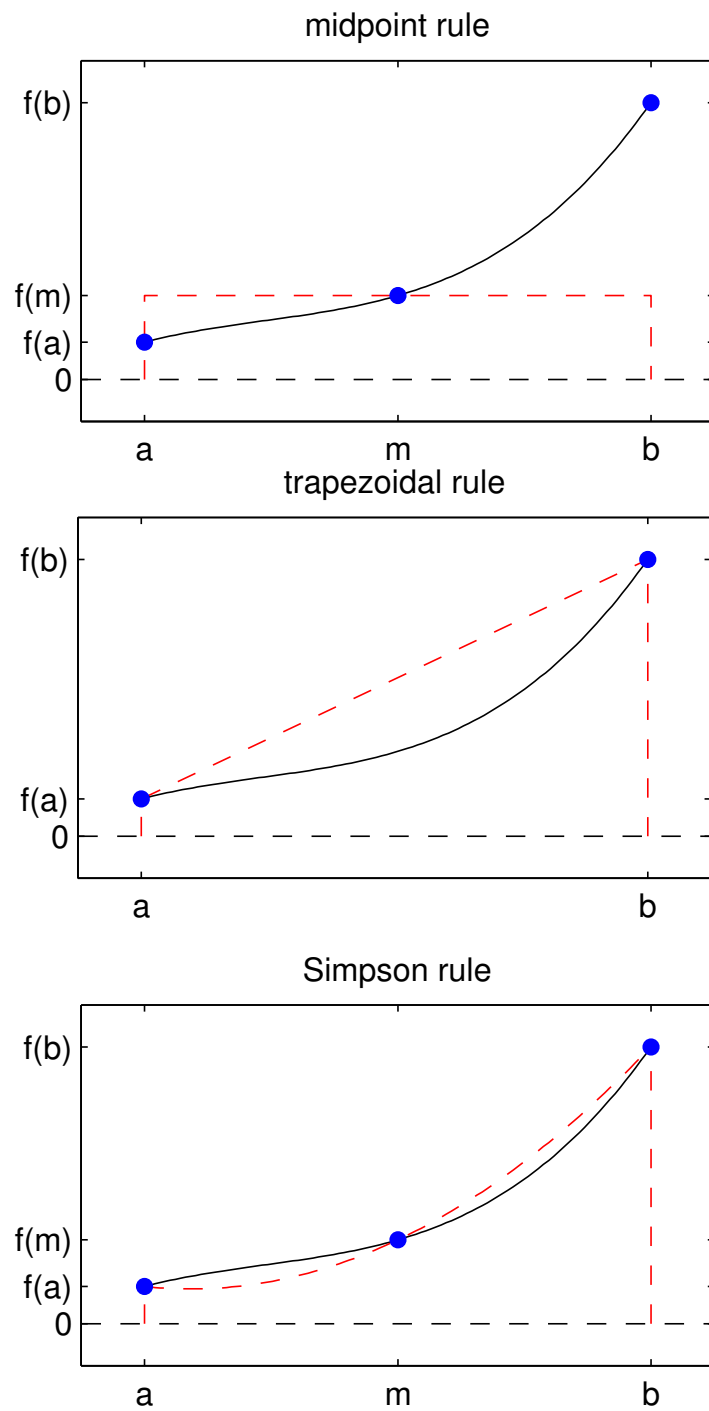 midpoint rule
f(b)
f(m)
f(a)
0
a m b
trapezoidal rule
f(b)
f(a)
0
a b
Simpson rule
f(b)
f(m)
f(a)
0
a m b